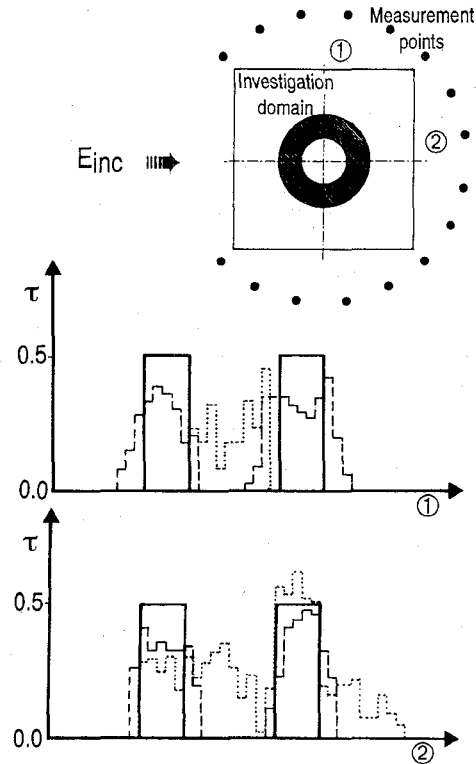 Measurement
points
①
Investigation
domain
②
Einc
τ
0.5
0.0
①
τ
0.5
0.0
②